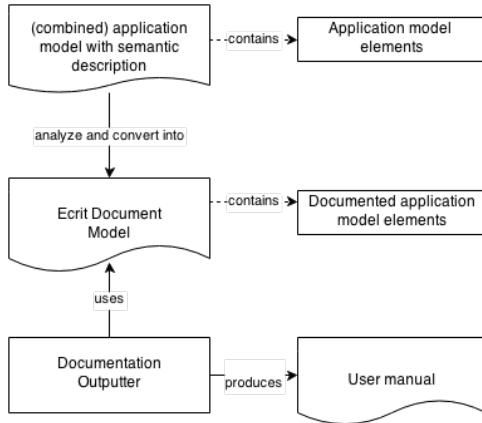 (combined) application
model with semantic
description
contains
Application model
elements
analyze and convert into
Ecrit Document
Model
contains
Documented application
model elements
uses
Documentation
Outputter
produces
User manual